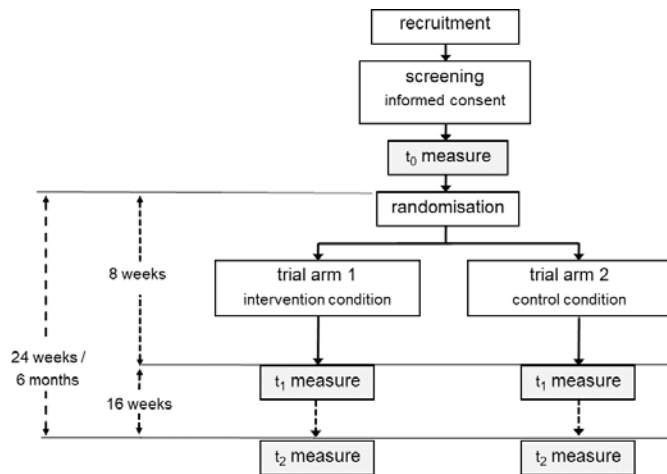 recruitment
screening
informed consent
t₀ measure
randomisation
8 weeks
trial arm 1
intervention condition
trial arm 2
control condition
24 weeks /
6 months
t₁ measure
t₁ measure
16 weeks
t₂ measure
t₂ measure